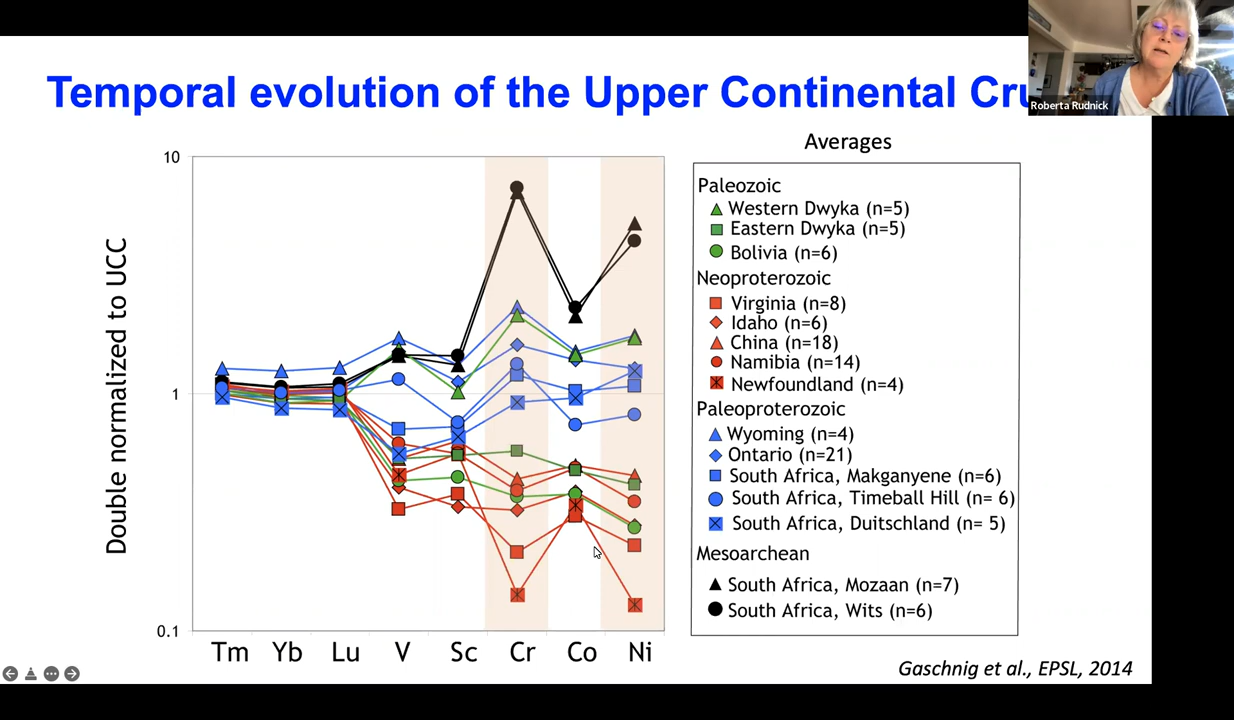 Temporal evolution of the Upper Continental Cru
Roberta Rudnick
Averages
10
1
0.1
Double normalized to UCC
Tm Yb Lu V Sc Cr Co Ni
Paleozoic
Western Dwyka (n=5)
Eastern Dwyka (n=5)
Bolivia (n=6)
Neoproterozoic
Virginia (n=8)
Idaho (n=6)
China (n=18)
Namibia (n=14)
Newfoundland (n=4)
Paleoproterozoic
Wyoming (n=4)
Ontario (n=21)
South Africa, Makganyene (n=6)
South Africa, Timeball Hill (n= 6)
South Africa, Duitschland (n= 5)
Mesoarchean
South Africa, Mozaan (n=7)
South Africa, Wits (n=6)
Gaschnig et al., EPSL, 2014